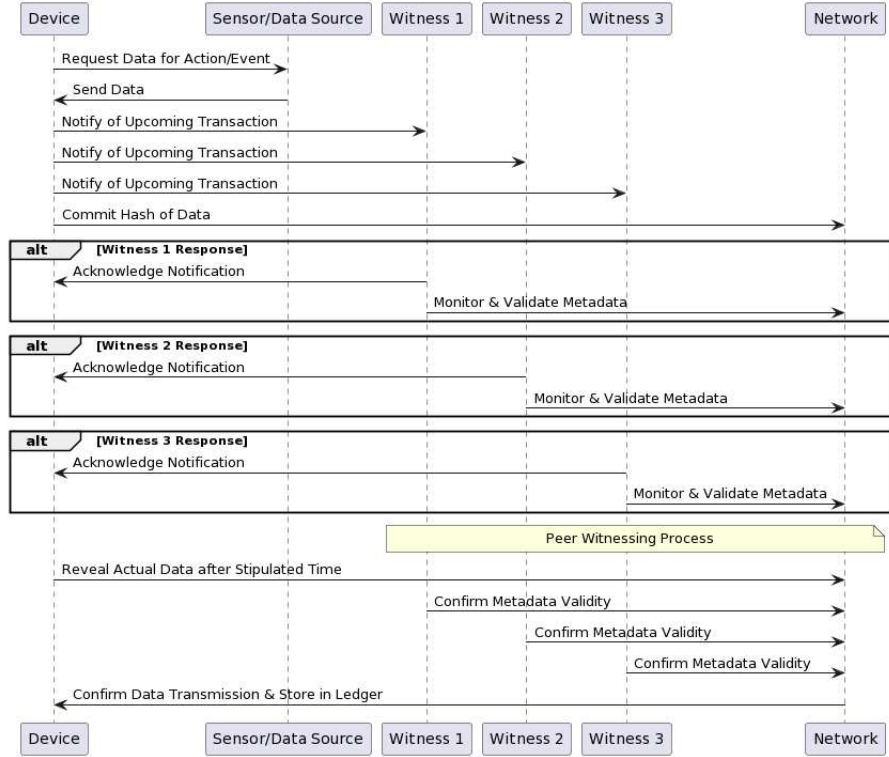 Device Sensor/Data Source Witness 1 Witness 2 Witness 3 Network
Request Data for Action/Event
Send Data
Notify of Upcoming Transaction
Notify of Upcoming Transaction
Notify of Upcoming Transaction
Commit Hash of Data
alt [Witness 1 Response]
Acknowledge Notification
Monitor & Validate Metadata
alt [Witness 2 Response]
Acknowledge Notification
Monitor & Validate Metadata
alt [Witness 3 Response]
Acknowledge Notification
Monitor & Validate Metadata
Peer Witnessing Process
Reveal Actual Data after Stipulated Time
Confirm Metadata Validity
Confirm Metadata Validity
Confirm Metadata Validity
Confirm Data Transmission & Store in Ledger
Device Sensor/Data Source Witness 1 Witness 2 Witness 3 Network